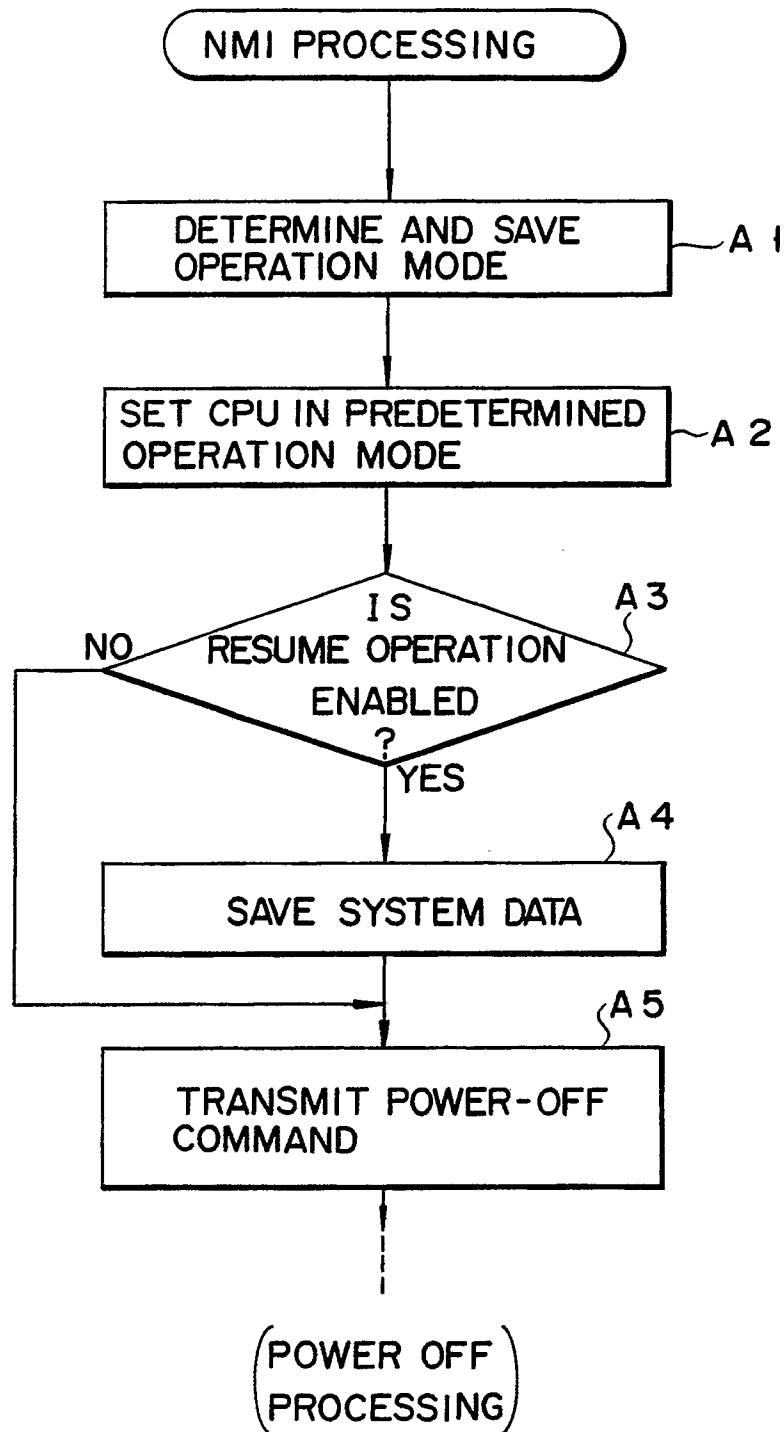 NMI PROCESSING
DETERMINE AND SAVE
OPERATION MODE
A 1
SET CPU IN PREDETERMINED
OPERATION MODE
A 2
IS
RESUME OPERATION
ENABLED
?
A 3
NO
YES
A 4
SAVE SYSTEM DATA
A 5
TRANSMIT POWER-OFF
COMMAND
(POWER OFF
PROCESSING)